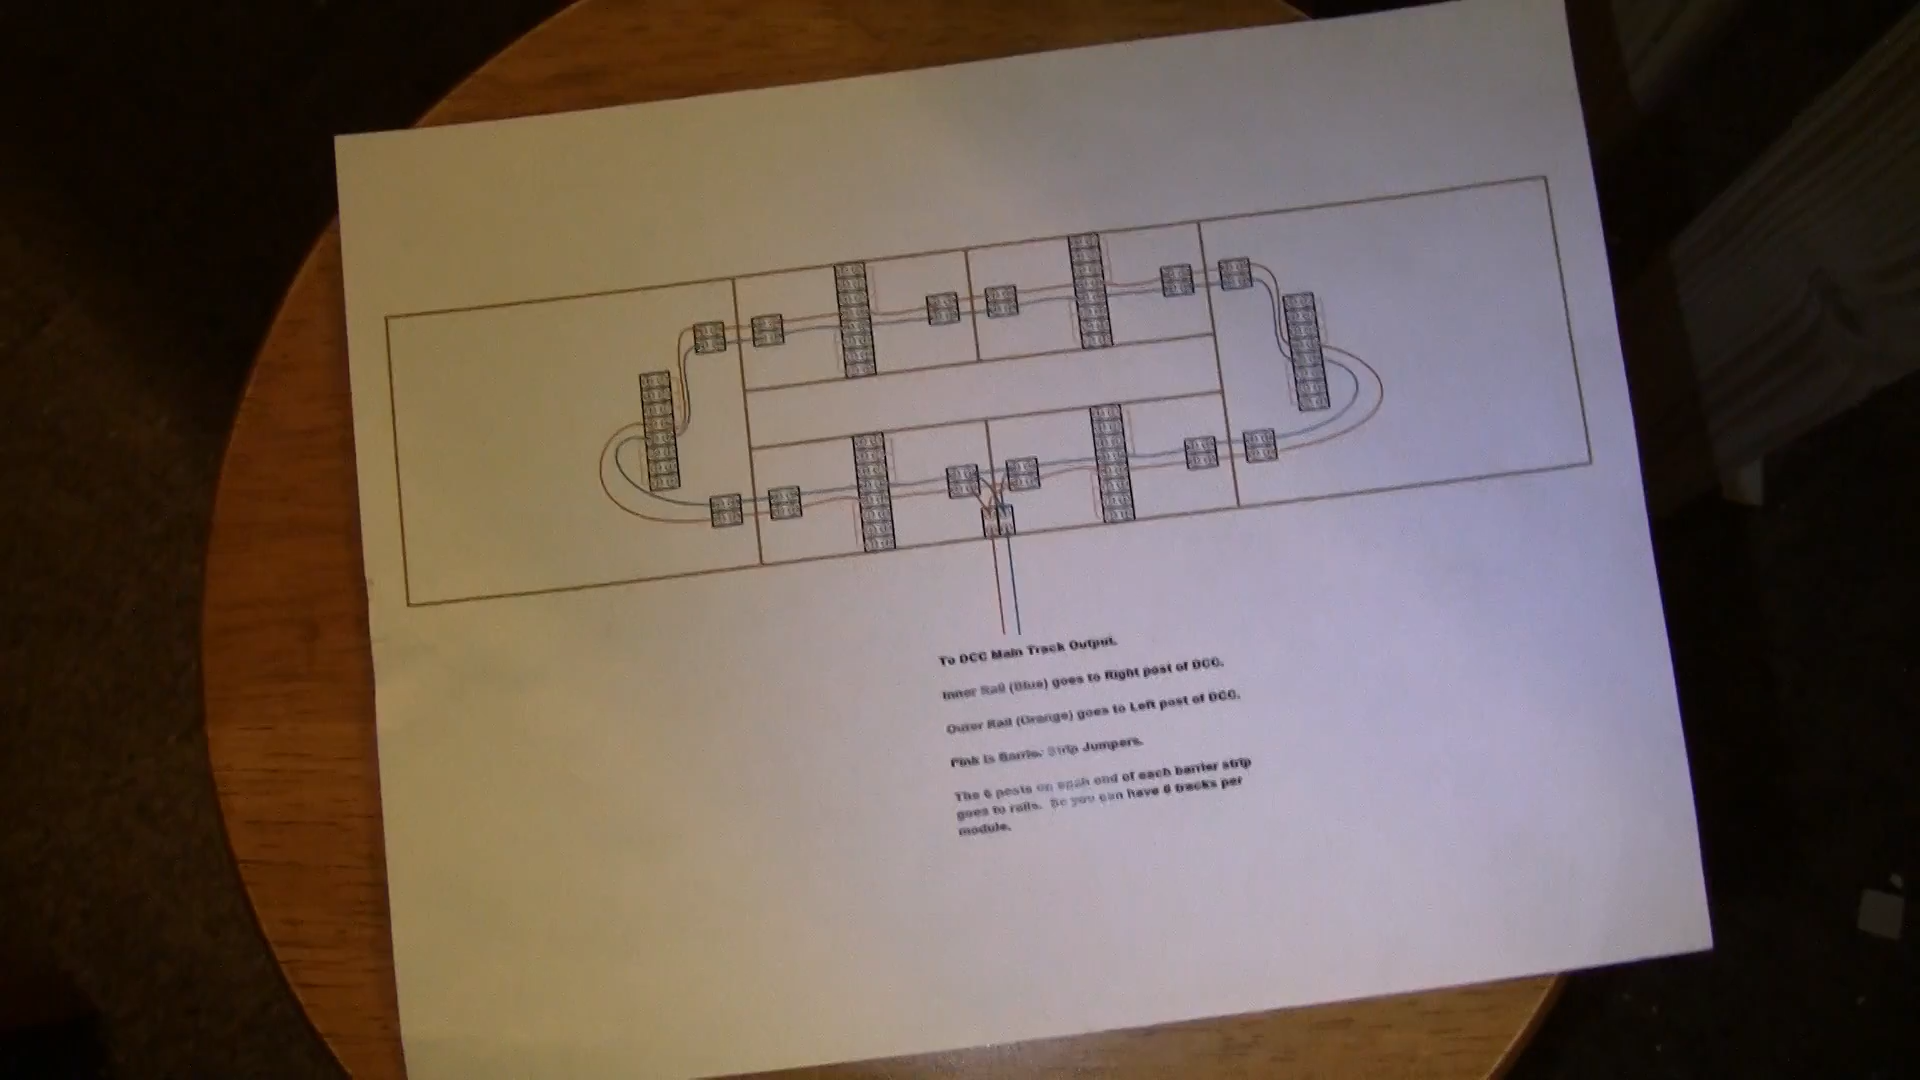 To DCC Main Track Output.
Inner Rail (Blue) goes to Right post of DCC.
Outer Rail (Orange) goes to Left post of DCC.
Pink is Barrier Strip Jumpers.
The 6 posts on each end of each barrier strip
goes to rails. So you can have 6 tracks per
module.